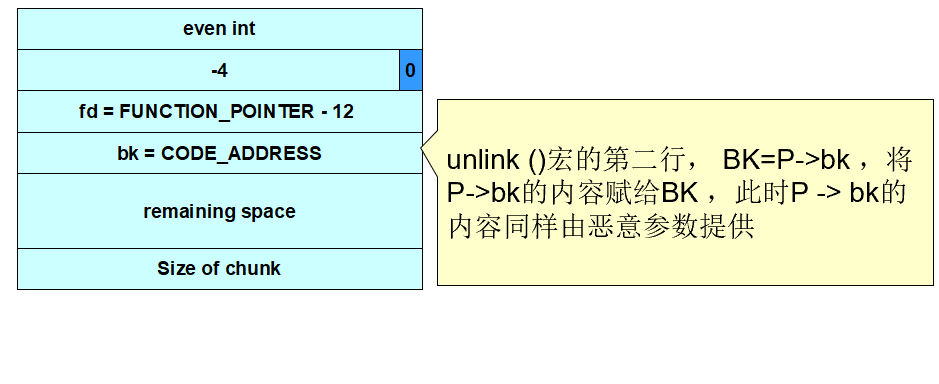 even int
-4 0
fd = FUNCTION_POINTER - 12
bk = CODE_ADDRESS
remaining space
Size of chunk
unlink ()宏的第二行， BK=P->bk ，将
P->bk的内容赋给BK ，此时P -> bk的
内容同样由恶意参数提供